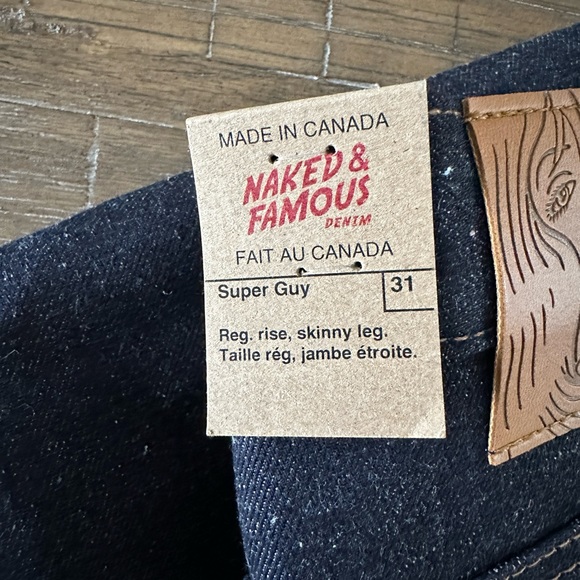 MADE IN CANADA
NAKED &
FAMOUS
DENIM
FAIT AU CANADA
Super Guy 31
Reg. rise, skinny leg.
Taille rég, jambe étroite.